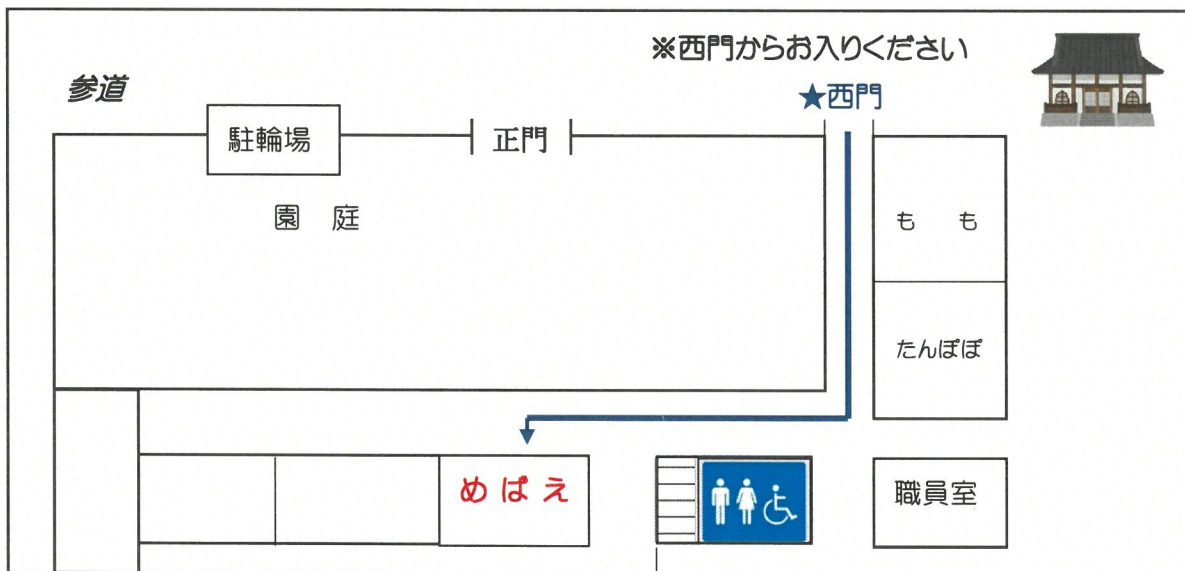 ※西門からお入りください
参道
★西門
駐輪場
正門
園 庭
も も
たんぽぽ
め ば え
職員室